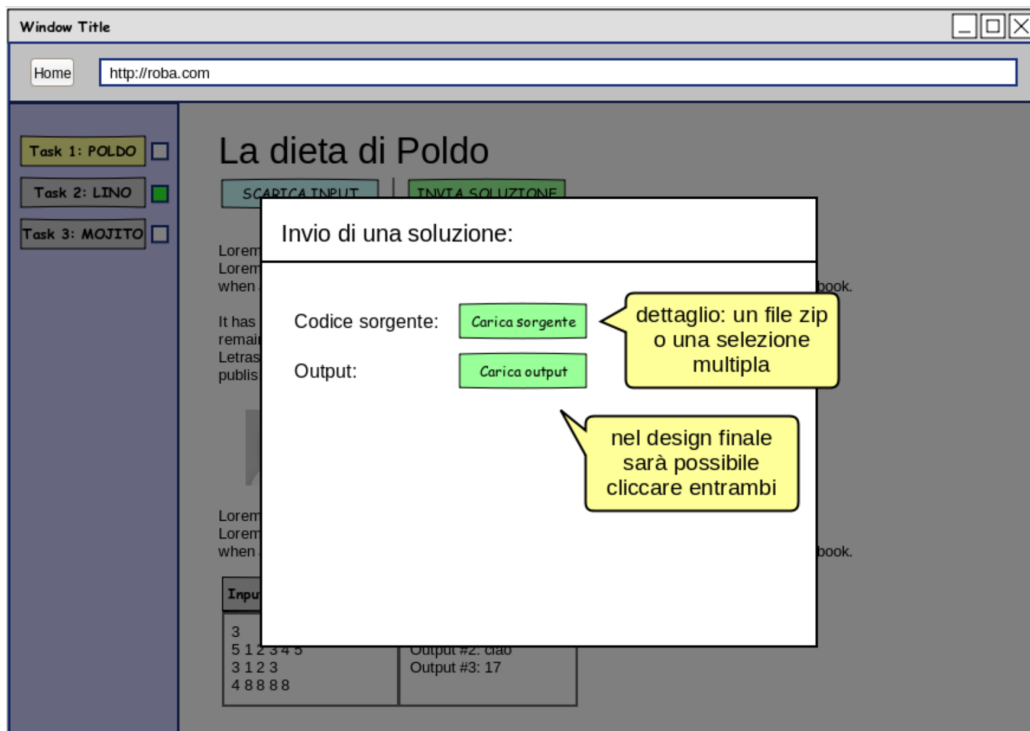 Window Title
Home
http://roba.com
Task 1: POLDO
Task 2: LINO
Task 3: MOJITO
La dieta di Poldo
SCARICA INPUT
INVIA SOLUZIONE
Lorem
Lorem
when
book.
It has
Letras
Invio di una soluzione:
Codice sorgente:
Carica sorgente
dettaglio: un file zip
o una selezione
multipla
Output:
Carica output
nel design finale
sarà possibile
cliccare entrambi
Lorem
Lorem
when
book.
3
5 1 2 3 4 5
3 1 2 3
4 8 8 8 8
Output #2: ciao
Output #3: 17